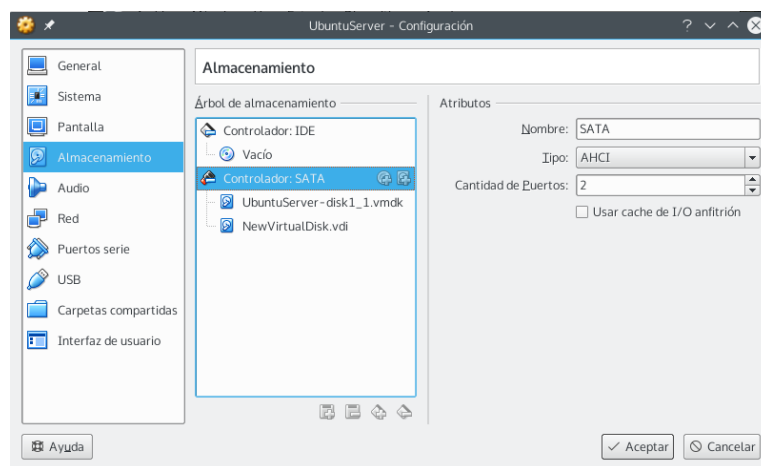 UbuntuServer - Configuración
General
Sistema
Pantalla
Almacenamiento
Audio
Red
Puertos serie
USB
Carpetas compartidas
Interfaz de usuario
Almacenamiento
Árbol de almacenamiento
Controlador: IDE
Vacío
Controlador: SATA
UbuntuServer-disk1_1.vmdk
NewVirtualDisk.vdi
Atributos
Nombre: SATA
Tipo: AHCI
Cantidad de Puertos: 2
Usar cache de I/O anfitrión
Ayuda
Aceptar
Cancelar